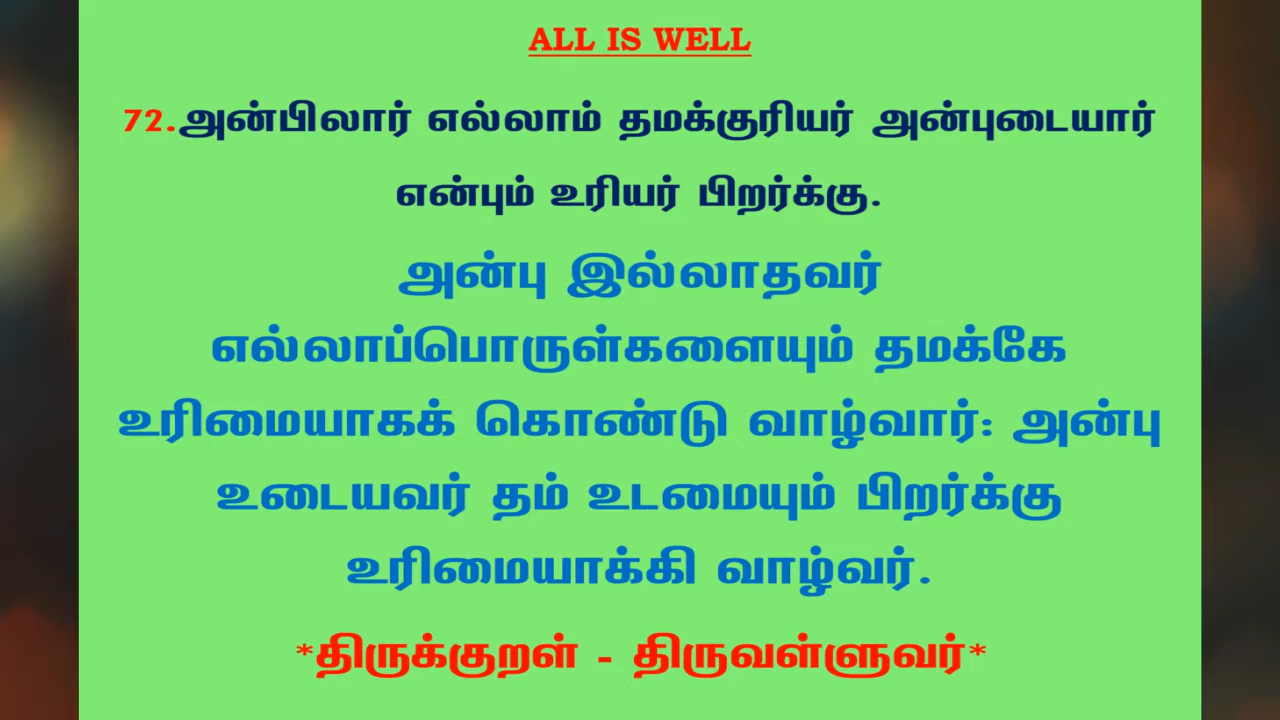 ALL IS WELL
72.அன்பிலார் எல்லாம் தமக்குரியர் அன்புடையார்
என்பும் உரியர் பிறர்க்கு.
அன்பு இல்லாதவர்
எல்லாப்பொருள்களையும் தமக்கே
உரிமையாகக் கொண்டு வாழ்வார்: அன்பு
உடையவர் தம் உடமையும் பிறர்க்கு
உரிமையாக்கி வாழ்வர்.
*திருக்குறள் - திருவள்ளுவர்*